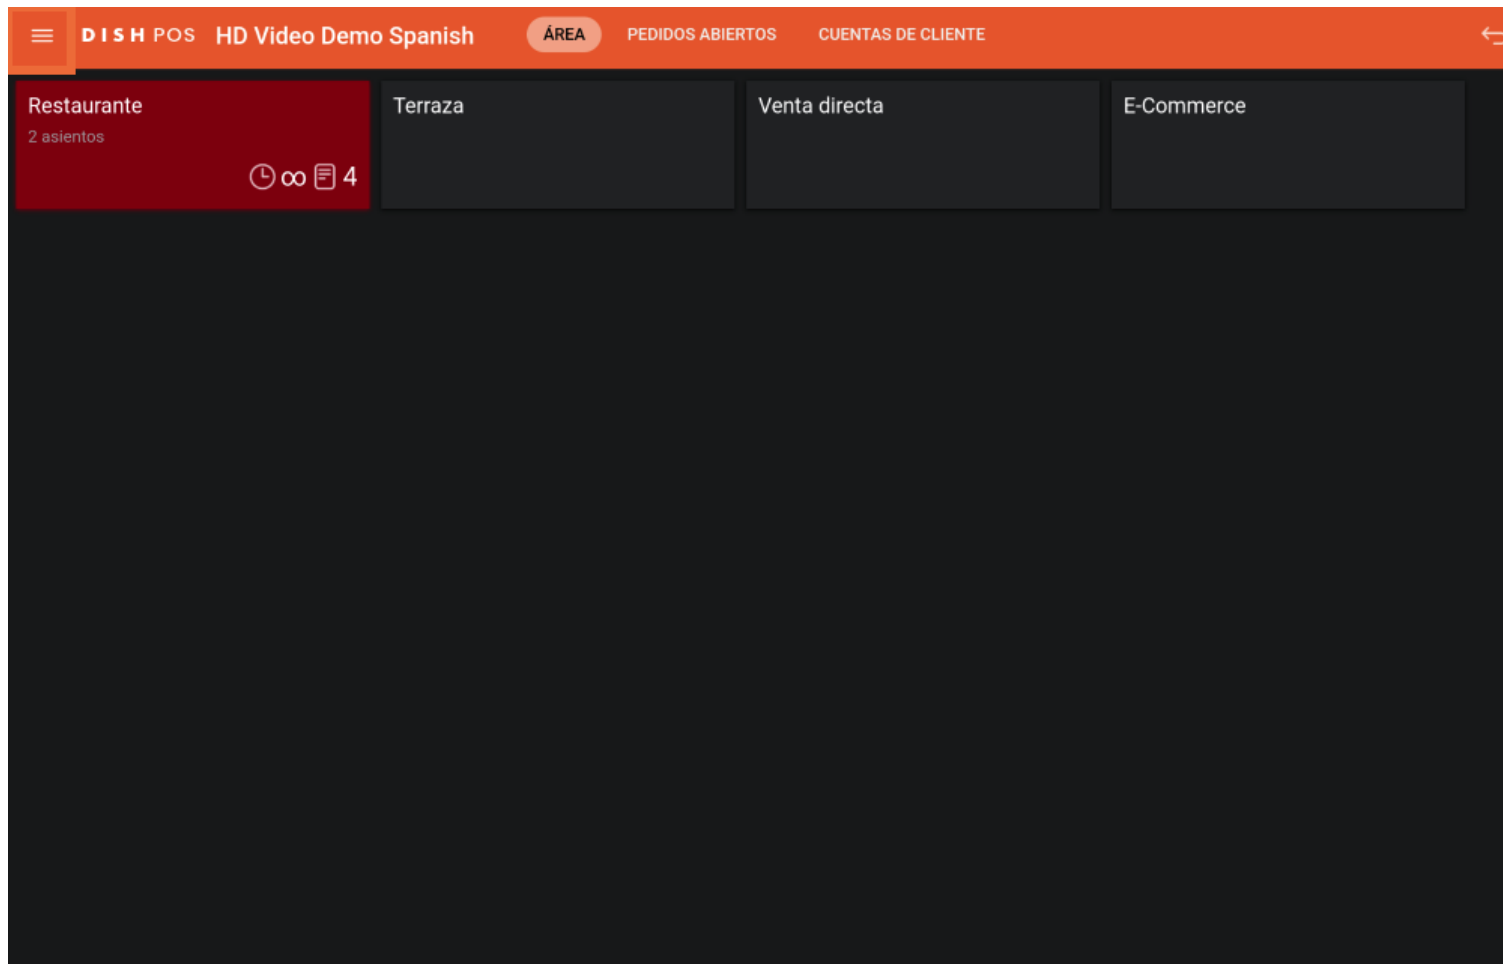 DISH POS HD Video Demo Spanish ÁREA PEDIDOS ABIERTOS CUENTAS DE CLIENTE
Restaurante
2 asientos
∞ 4
Terraza
Venta directa
E-Commerce